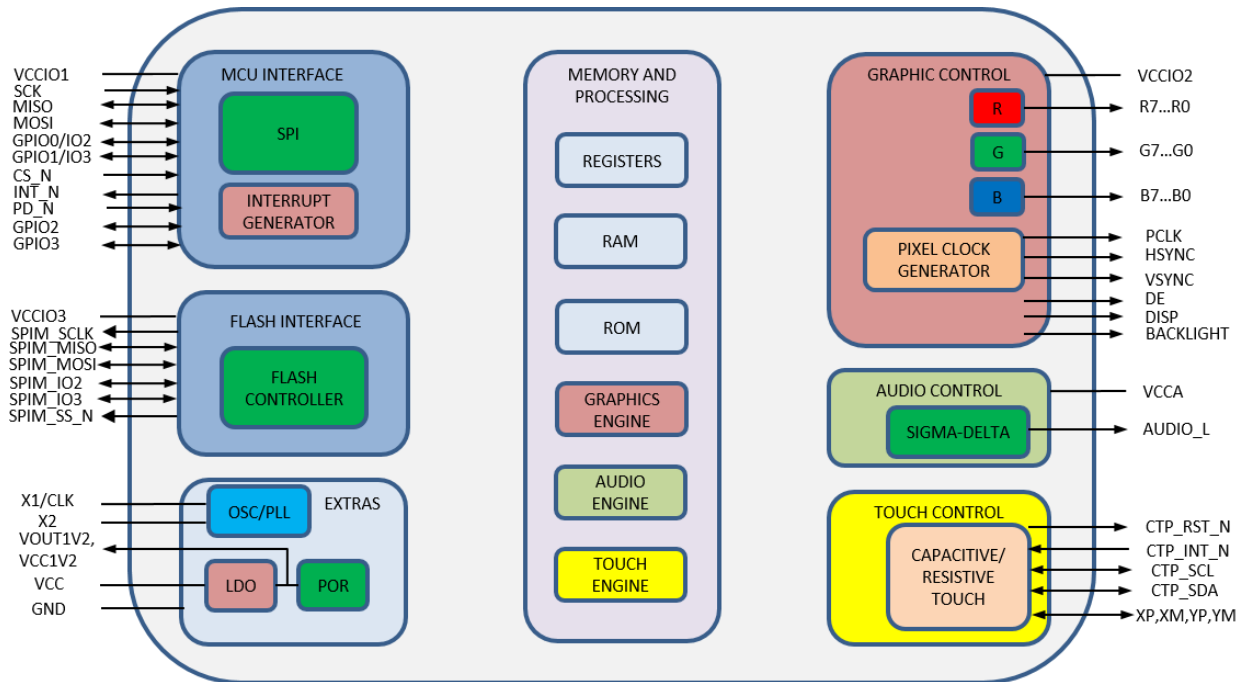 VCCIO1
SCK
MISO
MOSI
GPIO0/IO2
GPIO1/IO3
CS_N
INT_N
PD_N
GPIO2
GPIO3
MCU INTERFACE
SPI
INTERRUPT
GENERATOR
VCCIO3
SPIM_SCLK
SPIM_MISO
SPIM_MOSI
SPIM_IO2
SPIM_IO3
SPIM_SS_N
FLASH INTERFACE
FLASH
CONTROLLER
X1/CLK
X2
VOUT1V2,
VCC1V2
VCC
GND
OSC/PLL
EXTRAS
LDO
POR
MEMORY AND
PROCESSING
REGISTERS
RAM
ROM
GRAPHICS
ENGINE
AUDIO
ENGINE
TOUCH
ENGINE
GRAPHIC CONTROL
R
G
B
PIXEL CLOCK
GENERATOR
VCCIO2
R7...R0
G7...G0
B7...B0
PCLK
HSYNC
VSYNC
DE
DISP
BACKLIGHT
AUDIO CONTROL
SIGMA-DELTA
VCCA
AUDIO_L
TOUCH CONTROL
CAPACITIVE/
RESISTIVE
TOUCH
CTP_RST_N
CTP_INT_N
CTP_SCL
CTP_SDA
XP,XM,YP,YM